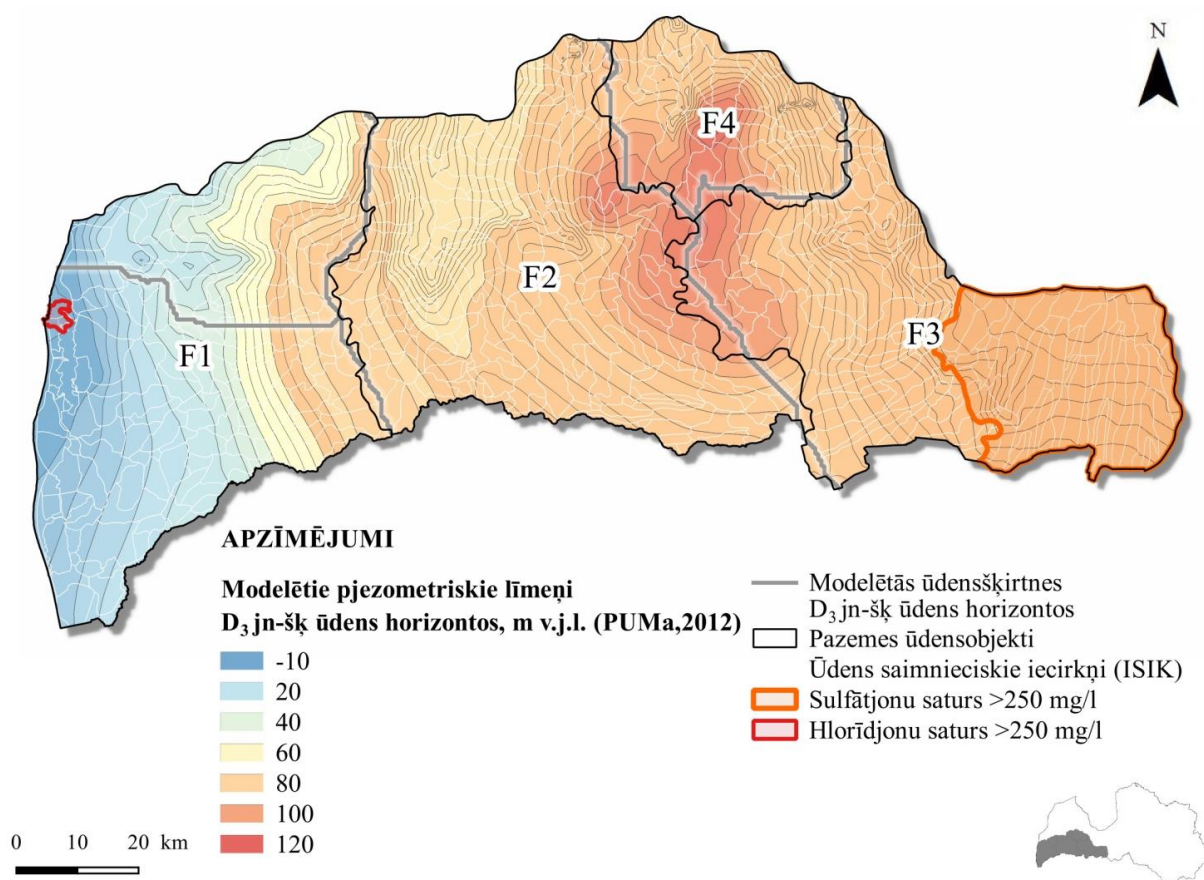 N
F4
F2
F3
F1
APZĪMĒJUMI
Modelētie pjezometriskie līmeņi
D₃ jn-šķ ūdens horizontos, m v.j.l. (PUMa,2012)
-10
20
40
60
80
100
120
Modelētās ūdensšķirtnes
D₃ jn-šķ ūdens horizontos
Pazemes ūdensobjekti
Ūdens saimnieciskie iecirkņi (ISIK)
Sulfātjonu saturs >250 mg/l
Hlorīdjonu saturs >250 mg/l
0 10 20 km